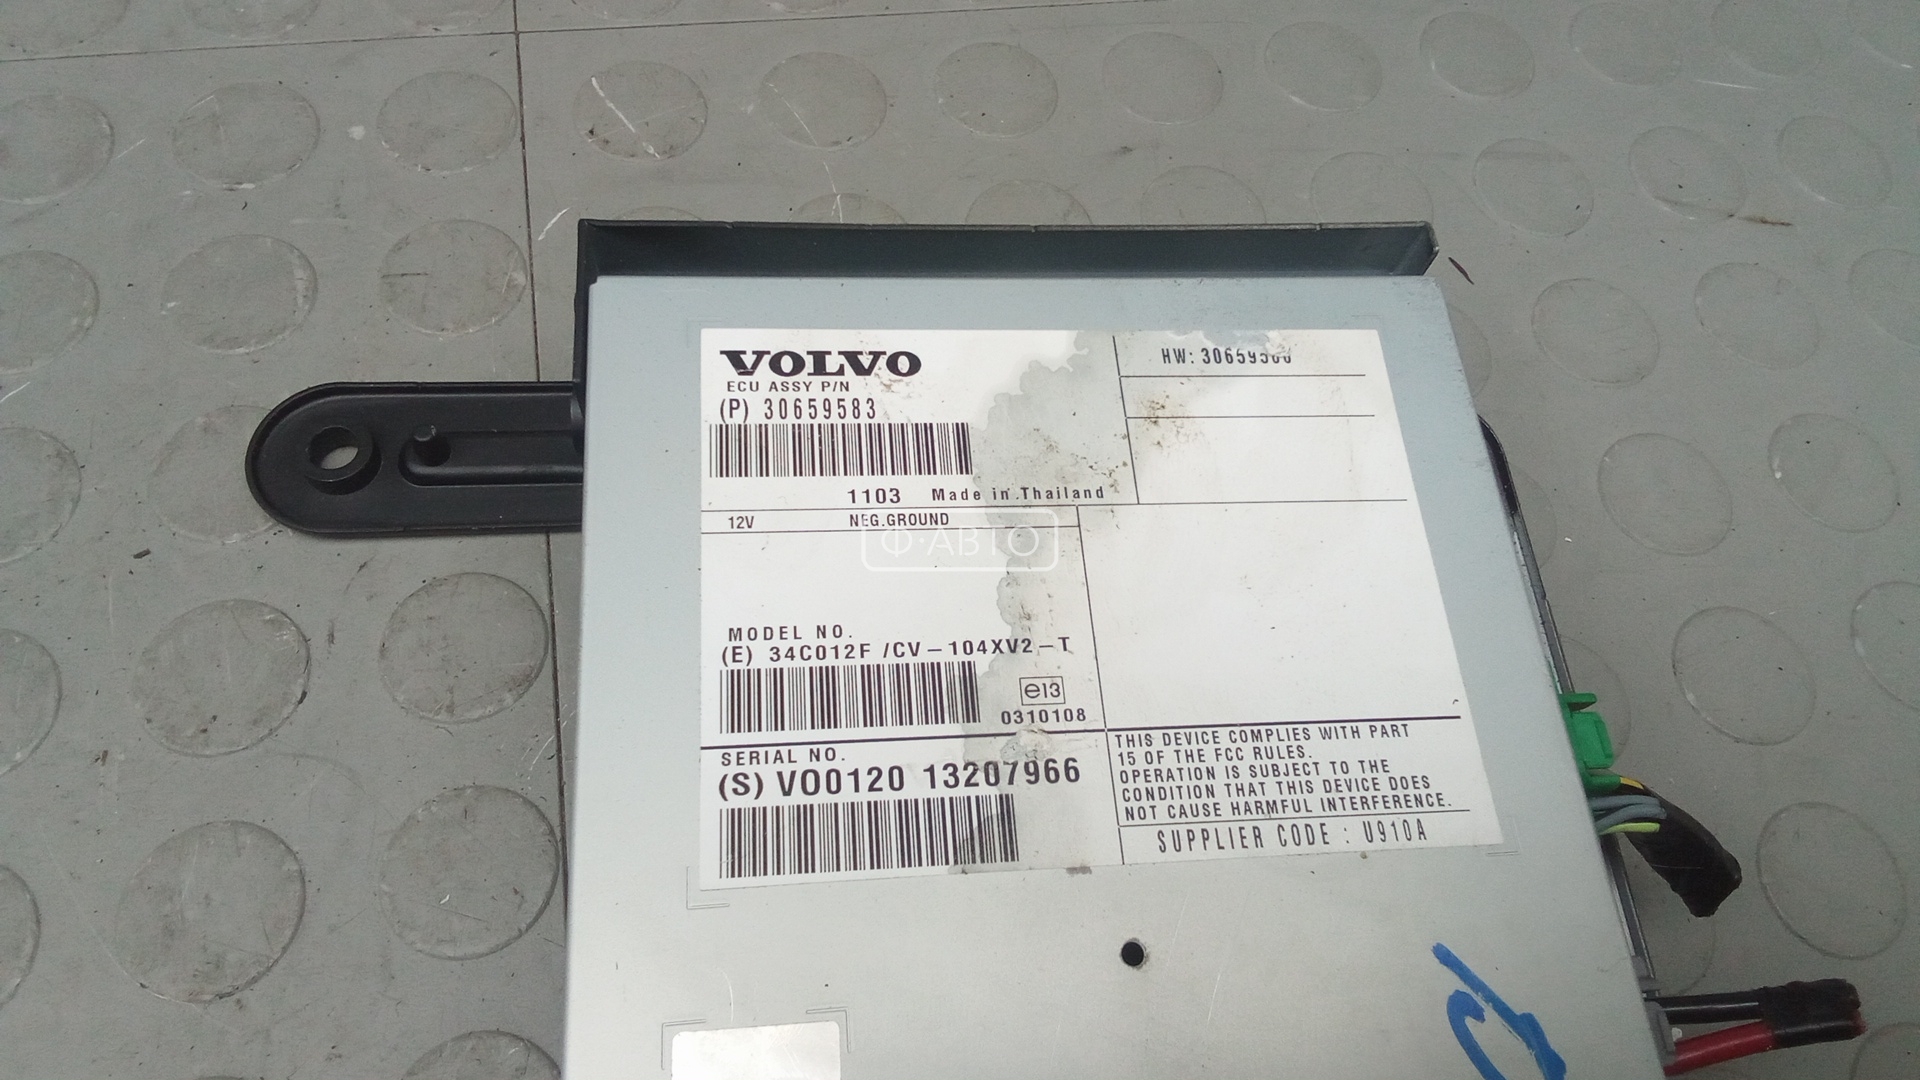 VOLVO
ECU ASSY P/N
(P) 30659583
1103 Made in Thailand
12V NEG.GROUND
Ф·АВТО
MODEL NO.
(E) 34C012F /CV-104XV2-T
e13
0310108
SERIAL NO.
(S) VO0120 13207966
HW:
THIS DEVICE COMPLIES WITH PART
15 OF THE FCC RULES.
OPERATION IS SUBJECT TO THE
CONDITION THAT THIS DEVICE DOES
NOT CAUSE HARMFUL INTERFERENCE.
SUPPLIER CODE : U910A